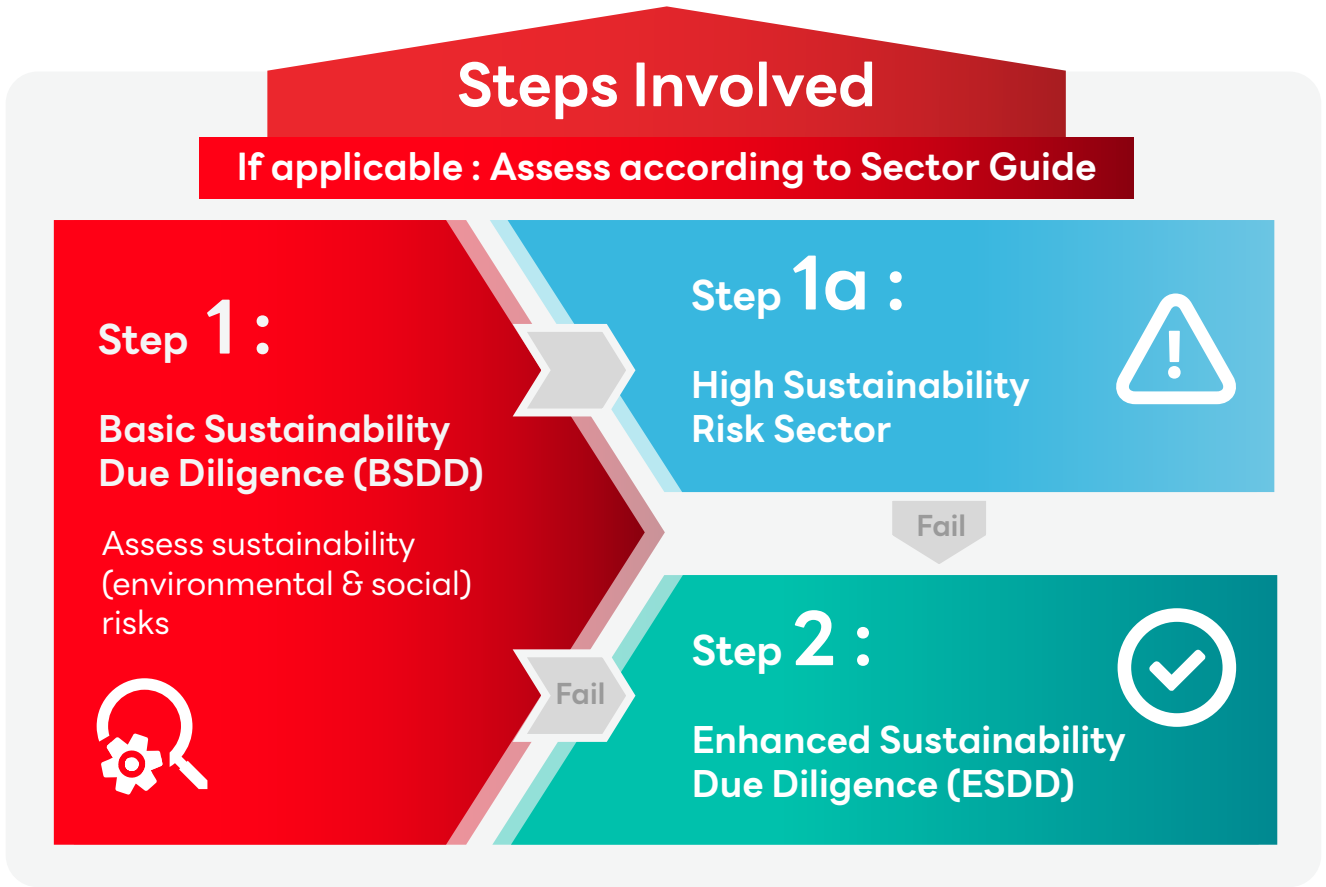 Steps Involved
If applicable : Assess according to Sector Guide
Step 1 :
Basic Sustainability
Due Diligence (BSDD)
Assess sustainability
(environmental & social)
risks
Step 1a :
High Sustainability
Risk Sector
Fail
Fail
Step 2 :
Enhanced Sustainability
Due Diligence (ESDD)